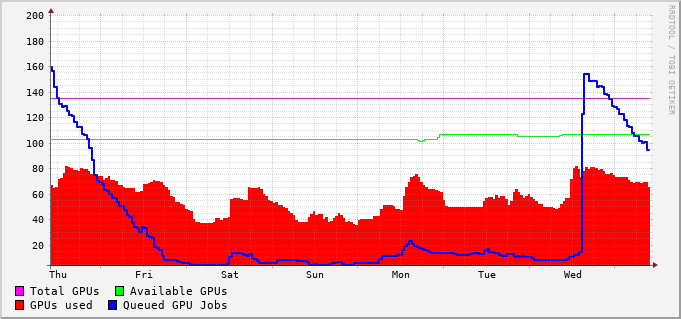 200
180
160
140
120
100
80
60
40
20
Thu Fri Sat Sun Mon Tue Wed
Total GPUs Available GPUs
GPUs used Queued GPU Jobs
RRDTOOL / TOBI OETIKER